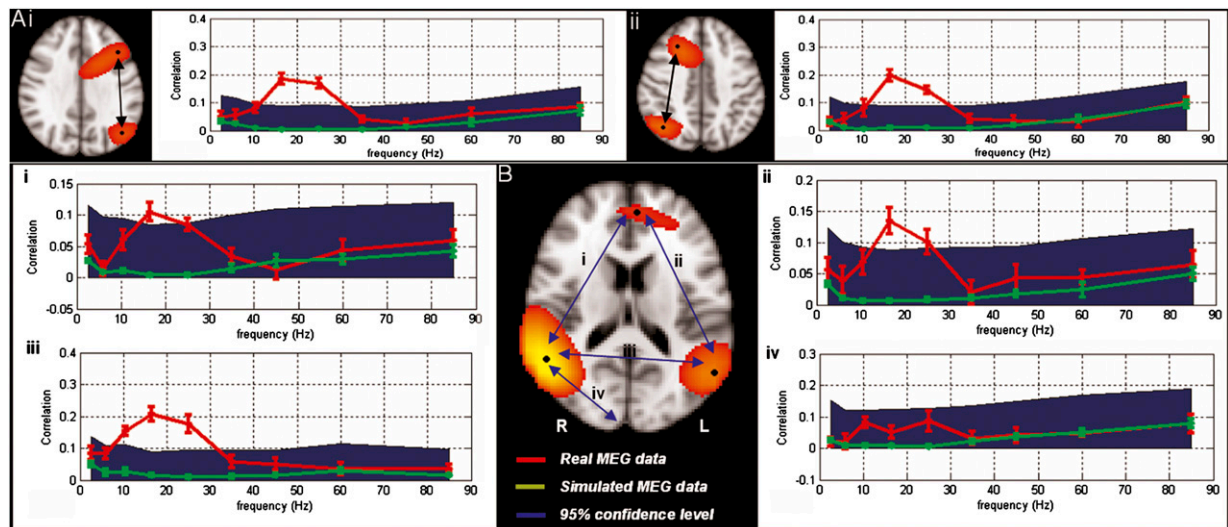 Ai
Correlation
0.4
0.3
0.2
0.1
0
0 10 20 30 40 50 60 70 80 90
frequency (Hz)
ii
Correlation
0.4
0.3
0.2
0.1
0
0 10 20 30 40 50 60 70 80 90
frequency (Hz)
i
Correlation
0.15
0.1
0.05
0
-0.05
0 10 20 30 40 50 60 70 80 90
frequency (Hz)
B
i
ii
iii
iv
R L
Real MEG data
Simulated MEG data
95% confidence level
ii
Correlation
0.2
0.15
0.1
0.05
0
0 10 20 30 40 50 60 70 80 90
frequency (Hz)
iii
Correlation
0.4
0.3
0.2
0.1
0
0 10 20 30 40 50 60 70 80 90
frequency (Hz)
iv
Correlation
0.4
0.3
0.2
0.1
0
-0.1
0 10 20 30 40 50 60 70 80 90
frequency (Hz)